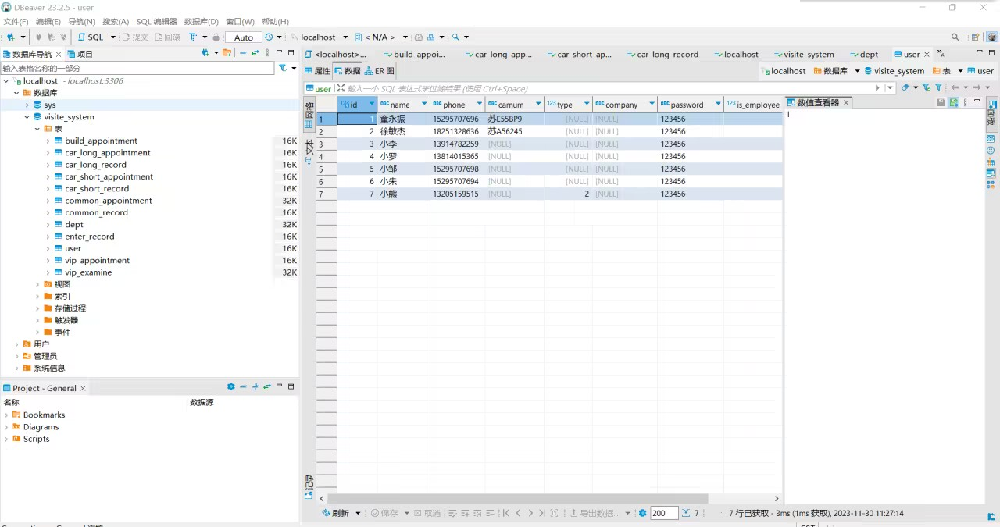 DBeaver 23.2.5 - user
文件(F) 编辑(E) 导航(N) 搜索(A) SQL 编辑器 数据库(D) 窗口(W) 帮助(H)
SQL 提交 回滚 T Auto localhost < N/A >
数据库导航 项目
<localhost>... build_appoi... car_long_app... car_short_ap... car_long_record localhost visite_system dept user
属性 数据 ER 图 localhost 数据库 visite_system 表 user
输入表格名称的一部分
user 输入一个 SQL 表达式来过滤结果 (使用 Ctrl+Space)
localhost - localhost:3306
数据库
sys
visite_system
表
build_appointment 16K
car_long_appointment 16K
car_long_record 16K
car_short_appointment 16K
car_short_record 16K
common_appointment 32K
common_record 16K
dept 32K
enter_record 16K
user 16K
vip_appointment 16K
vip_examine 32K
视图
索引
存储过程
触发器
事件
用户
管理员
系统信息
Project - General
名称 数据源
Bookmarks
Diagrams
Scripts
网格
文本
记录
123 id ABC name ABC phone ABC carnum 123 type ABC company ABC password 123 is_employee
1 1 童永振 15295707696 苏E55BP9 [NULL] [NULL] 123456
2 2 徐敏杰 18251328636 苏A56245 [NULL] [NULL] 123456
3 3 小李 13914782259 [NULL] [NULL] [NULL] 123456
4 4 小罗 13814015365 [NULL] [NULL] [NULL] 123456
5 5 小邹 15295707698 [NULL] [NULL] [NULL] 123456
6 6 小朱 15295707694 [NULL] [NULL] [NULL] 123456
7 7 小熊 13205159515 [NULL] 2 [NULL] 123456
数值查看器
1
刷新 保存 取消 导出数据... 200 7 7 行已获取 - 3ms (1ms 获取), 2023-11-30 11:27:14